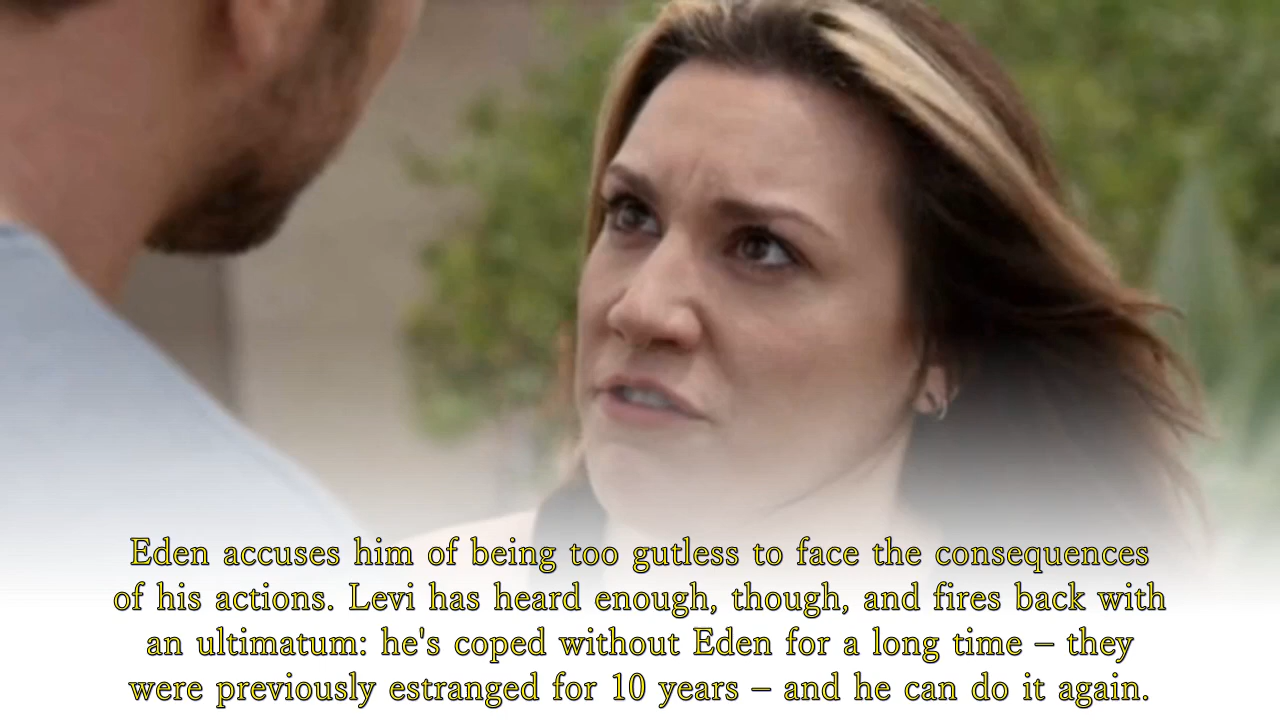 Eden accuses him of being too gutless to face the consequences
of his actions. Levi has heard enough, though, and fires back with
an ultimatum: he's coped without Eden for a long time – they
were previously estranged for 10 years – and he can do it again.